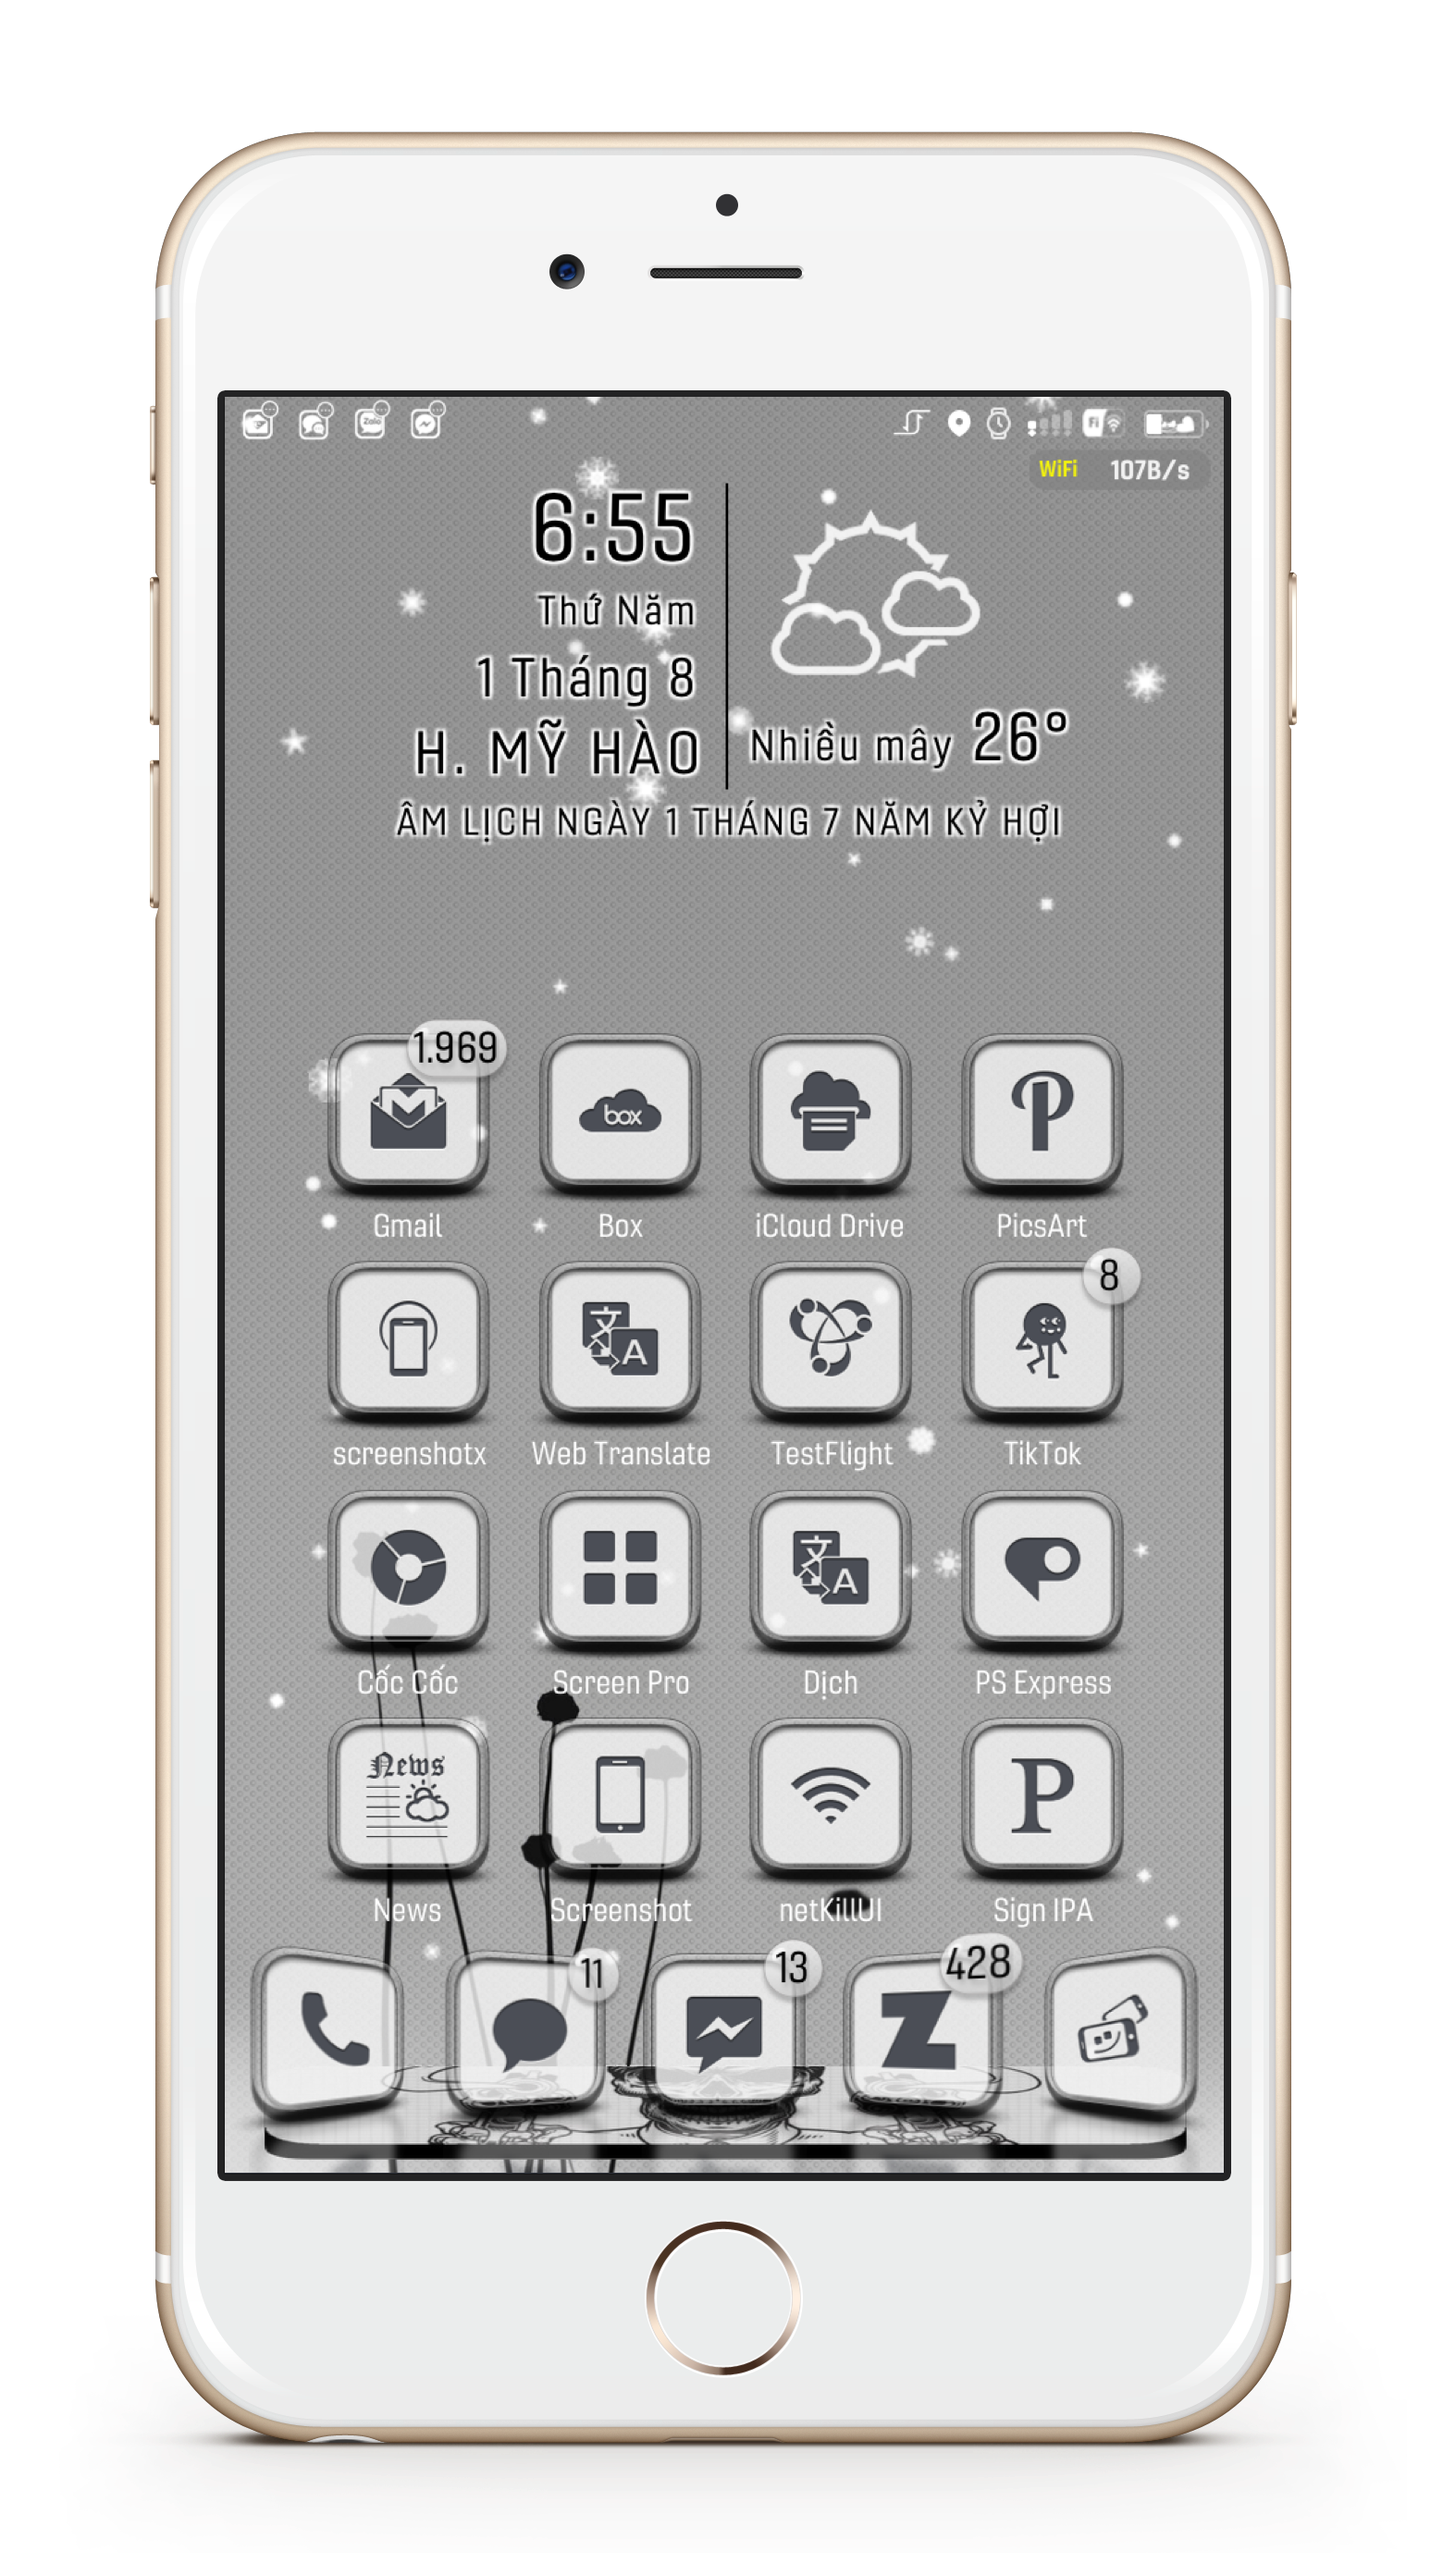 WiFi 107B/s
6:55
Thứ Năm
1 Tháng 8
H. MỸ HÀO
Nhiều mây 26°
ÂM LỊCH NGÀY 1 THÁNG 7 NĂM KỶ HỢI
1.969
box
Gmail Box iCloud Drive PicsArt
8
文 A
screenshotx Web Translate TestFlight TikTok
文 A
Cốc Cốc Screen Pro Dịch PS Express
News
P
News Screenshot netKillUI Sign IPA
11 13 428
Z